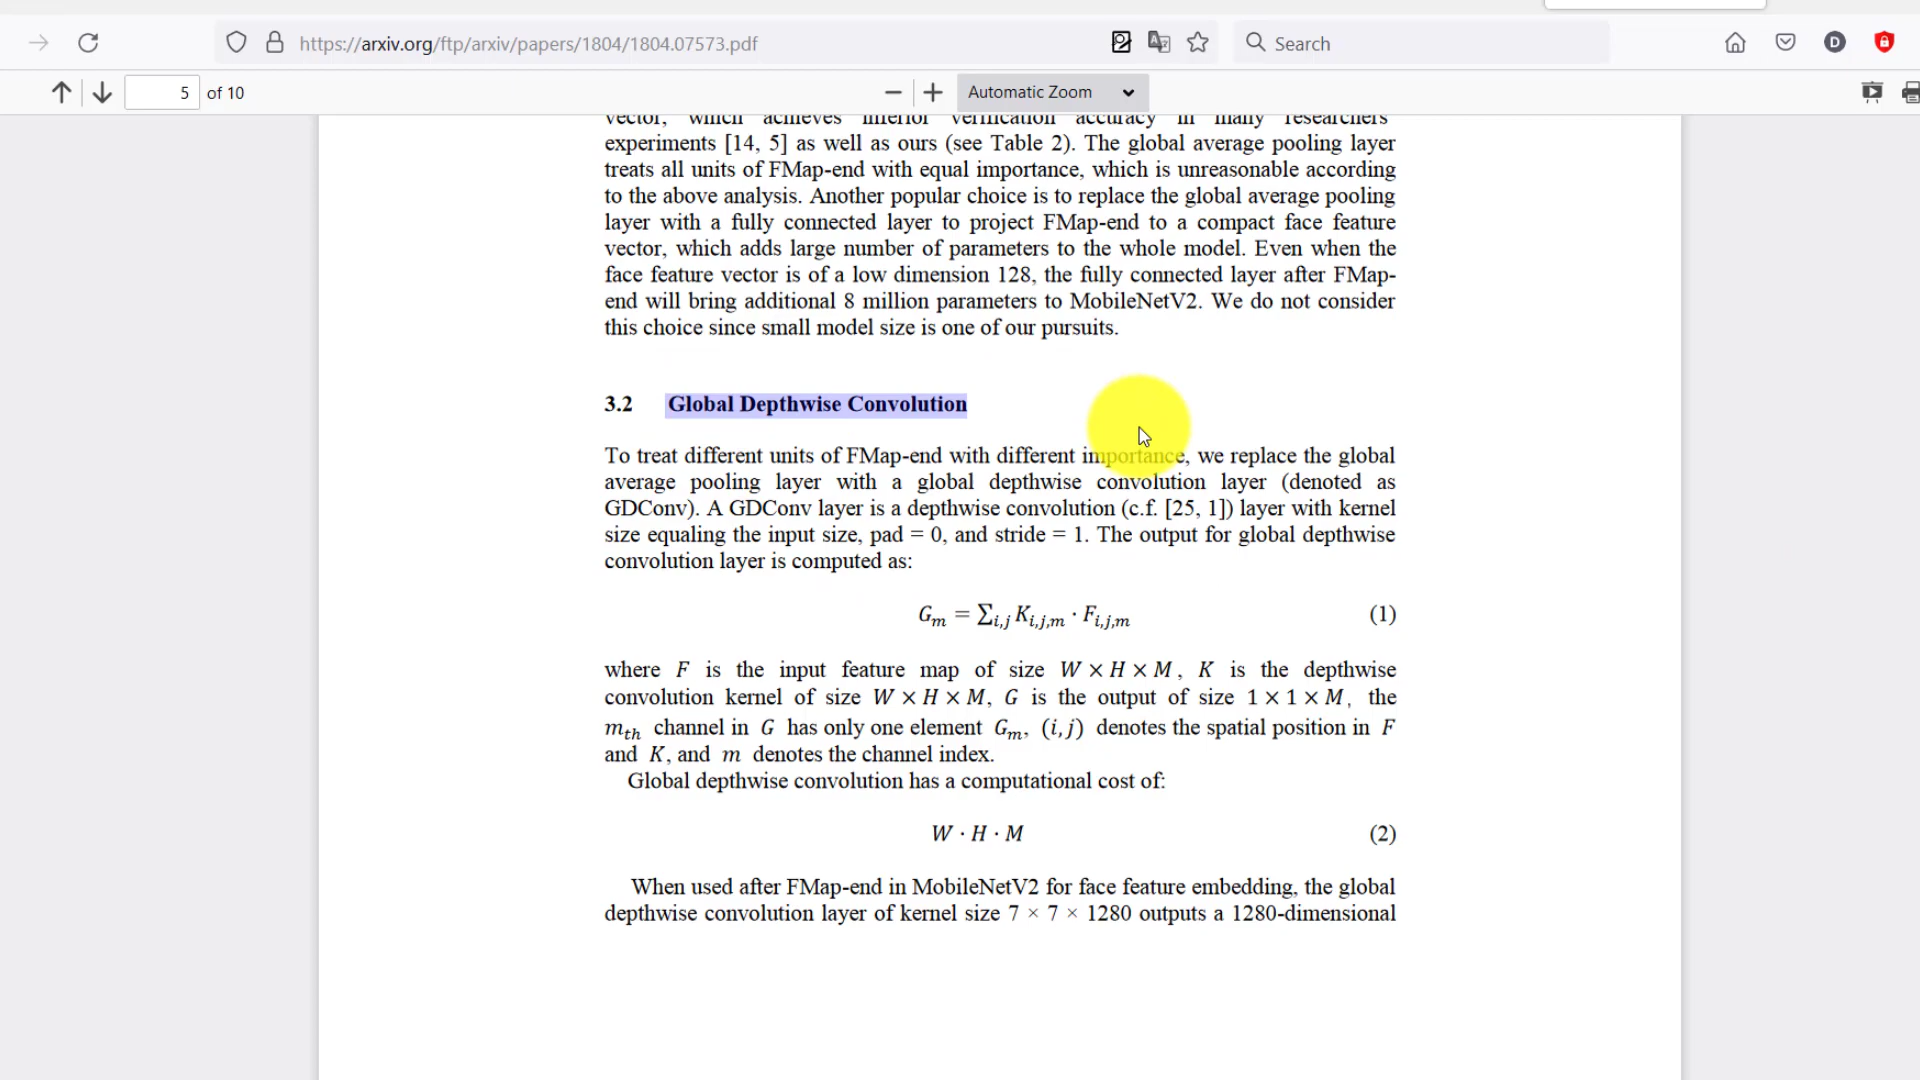 https://arxiv.org/ftp/arxiv/papers/1804/1804.07573.pdf
Search
D
5 of 10
Automatic Zoom
vector, which achieves inferior verification accuracy in many researchers'
experiments [14, 5] as well as ours (see Table 2). The global average pooling layer
treats all units of FMap-end with equal importance, which is unreasonable according
to the above analysis. Another popular choice is to replace the global average pooling
layer with a fully connected layer to project FMap-end to a compact face feature
vector, which adds large number of parameters to the whole model. Even when the
face feature vector is of a low dimension 128, the fully connected layer after FMap-
end will bring additional 8 million parameters to MobileNetV2. We do not consider
this choice since small model size is one of our pursuits.
3.2 Global Depthwise Convolution
To treat different units of FMap-end with different importance, we replace the global
average pooling layer with a global depthwise convolution layer (denoted as
GDConv). A GDConv layer is a depthwise convolution (c.f. [25, 1]) layer with kernel
size equaling the input size, pad = 0, and stride = 1. The output for global depthwise
convolution layer is computed as:
G_m = ∑_{i,j} K_{i,j,m} · F_{i,j,m} (1)
where F is the input feature map of size W × H × M, K is the depthwise
convolution kernel of size W × H × M, G is the output of size 1 × 1 × M, the
m_{th} channel in G has only one element G_m, (i,j) denotes the spatial position in F
and K, and m denotes the channel index.
Global depthwise convolution has a computational cost of:
W · H · M (2)
When used after FMap-end in MobileNetV2 for face feature embedding, the global
depthwise convolution layer of kernel size 7 × 7 × 1280 outputs a 1280-dimensional